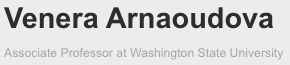 Venera Arnaoudova
Associate Professor at Washington State University